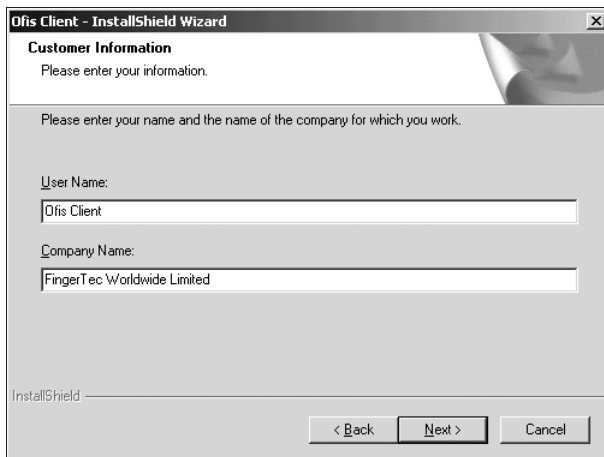 Ofis Client - InstallShield Wizard
Customer Information
Please enter your information.
Please enter your name and the name of the company for which you work.
User Name:
Ofis Client
Company Name:
FingerTec Worldwide Limited
InstallShield
< Back Next > Cancel